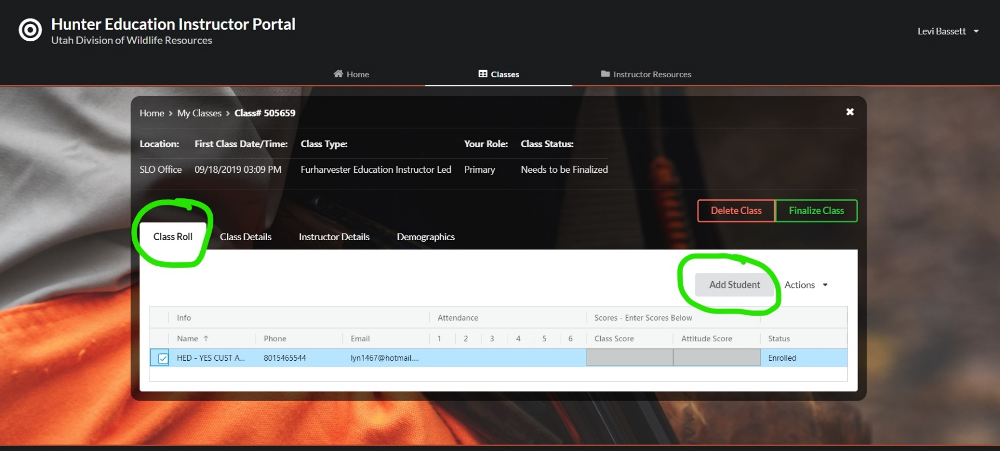 Hunter Education Instructor Portal
Utah Division of Wildlife Resources
Levi Bassett
Home Classes Instructor Resources
Home > My Classes > Class# 505659
Location: First Class Date/Time: Class Type: Your Role: Class Status:
SLO Office 09/18/2019 03:09 PM Furharvester Education Instructor Led Primary Needs to be Finalized
Delete Class Finalize Class
Class Roll Class Details Instructor Details Demographics
Add Student Actions
Info Attendance Scores - Enter Scores Below
Name ↑ Phone Email 1 2 3 4 5 6 Class Score Attitude Score Status
HED - YES CUST A... 8015465544 lyn1467@hotmail.... Enrolled